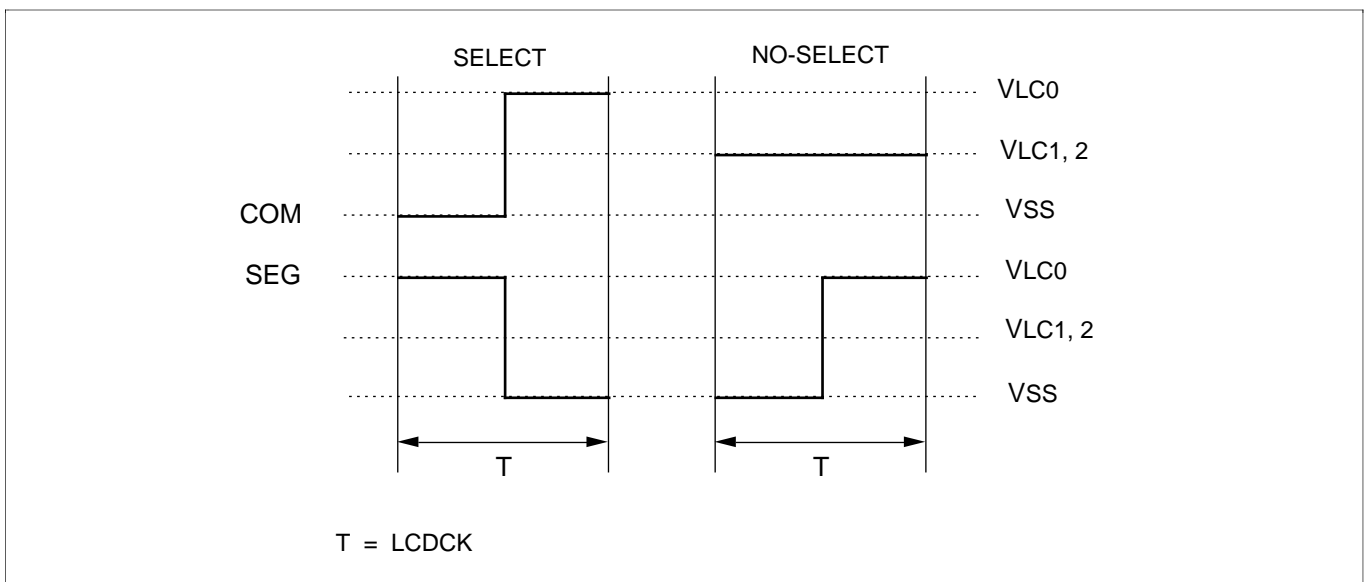 SELECT
NO-SELECT
VLC0
VLC1, 2
COM
VSS
SEG
VLC0
VLC1, 2
VSS
T
T
T = LCDCK